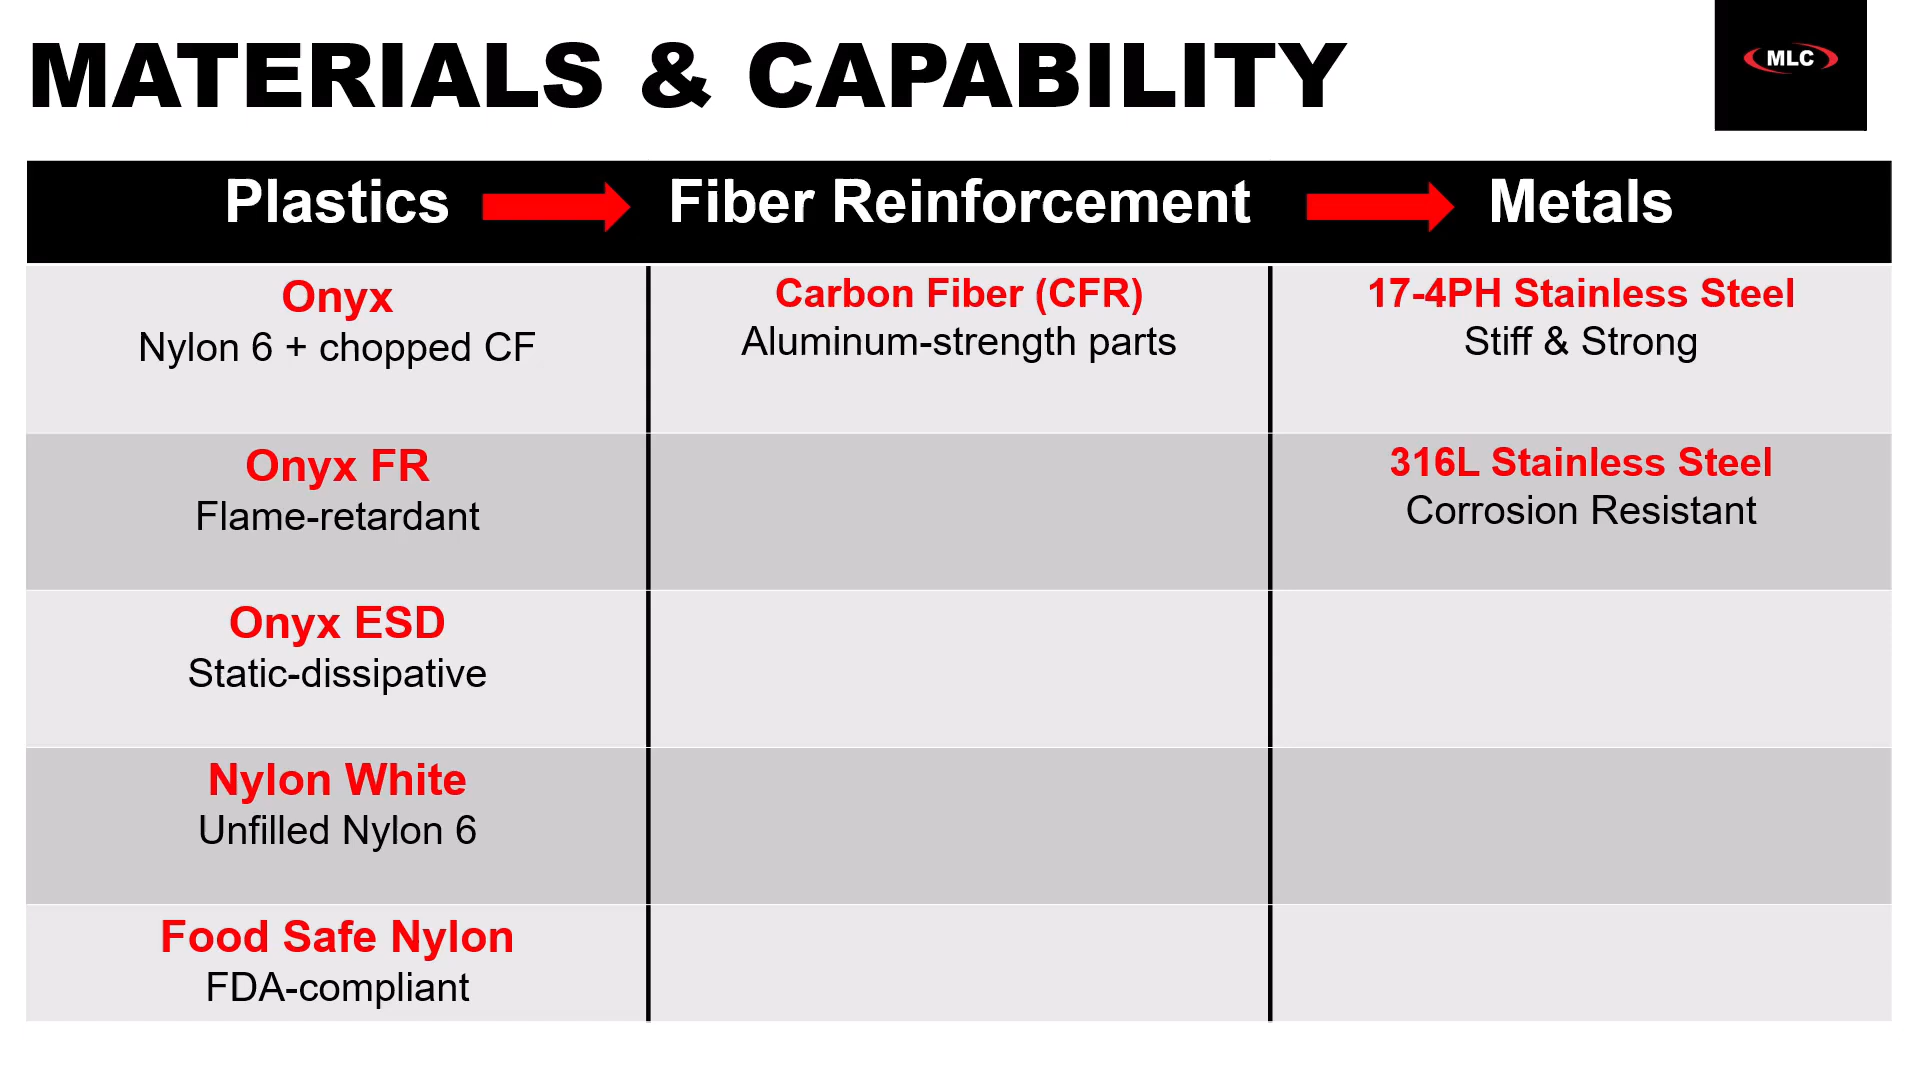 MATERIALS & CAPABILITY
MLC
Plastics
Fiber Reinforcement
Metals
Onyx
Nylon 6 + chopped CF
Carbon Fiber (CFR)
Aluminum-strength parts
17-4PH Stainless Steel
Stiff & Strong
Onyx FR
Flame-retardant
316L Stainless Steel
Corrosion Resistant
Onyx ESD
Static-dissipative
Nylon White
Unfilled Nylon 6
Food Safe Nylon
FDA-compliant